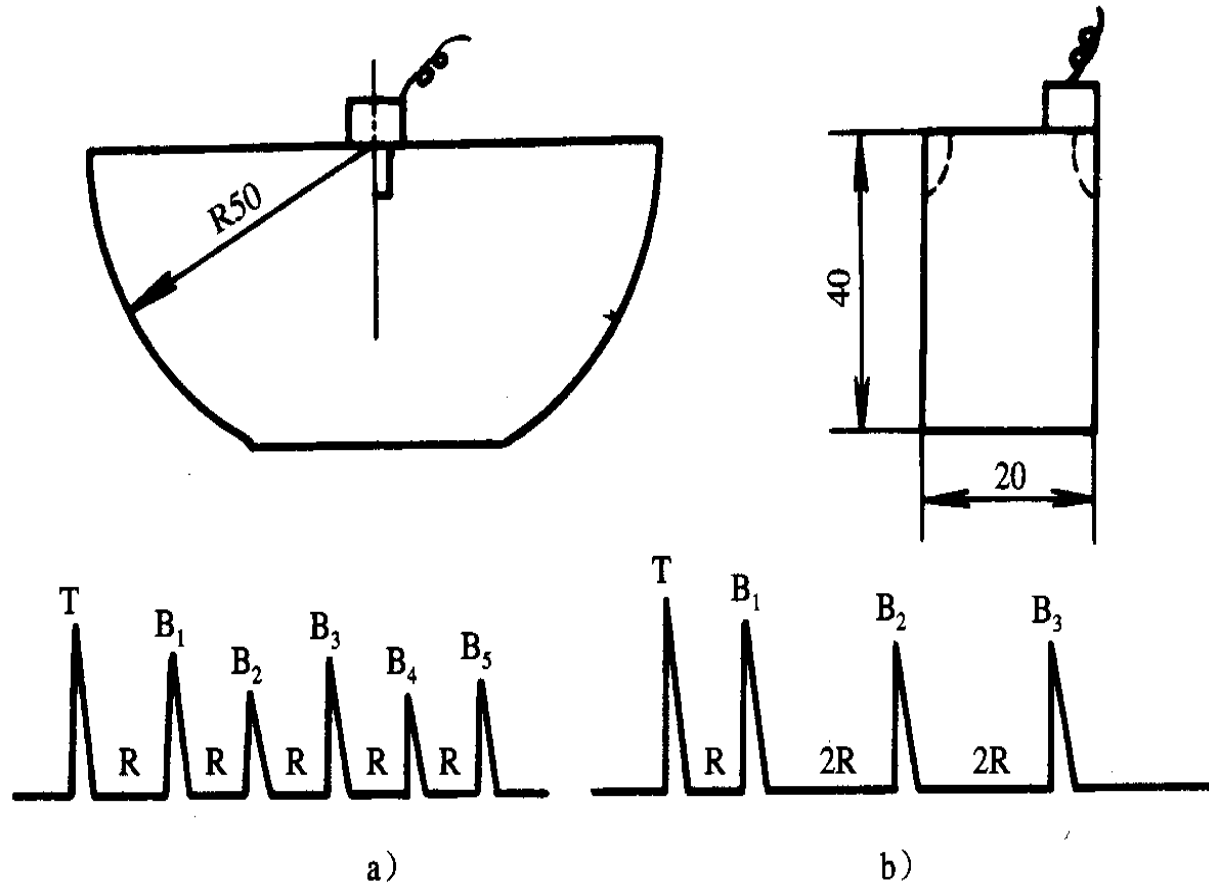 R50
40
20
T B₁ B₂ B₃ B₄ B₅
R R R R R
a）
T B₁ B₂ B₃
R 2R 2R
b）